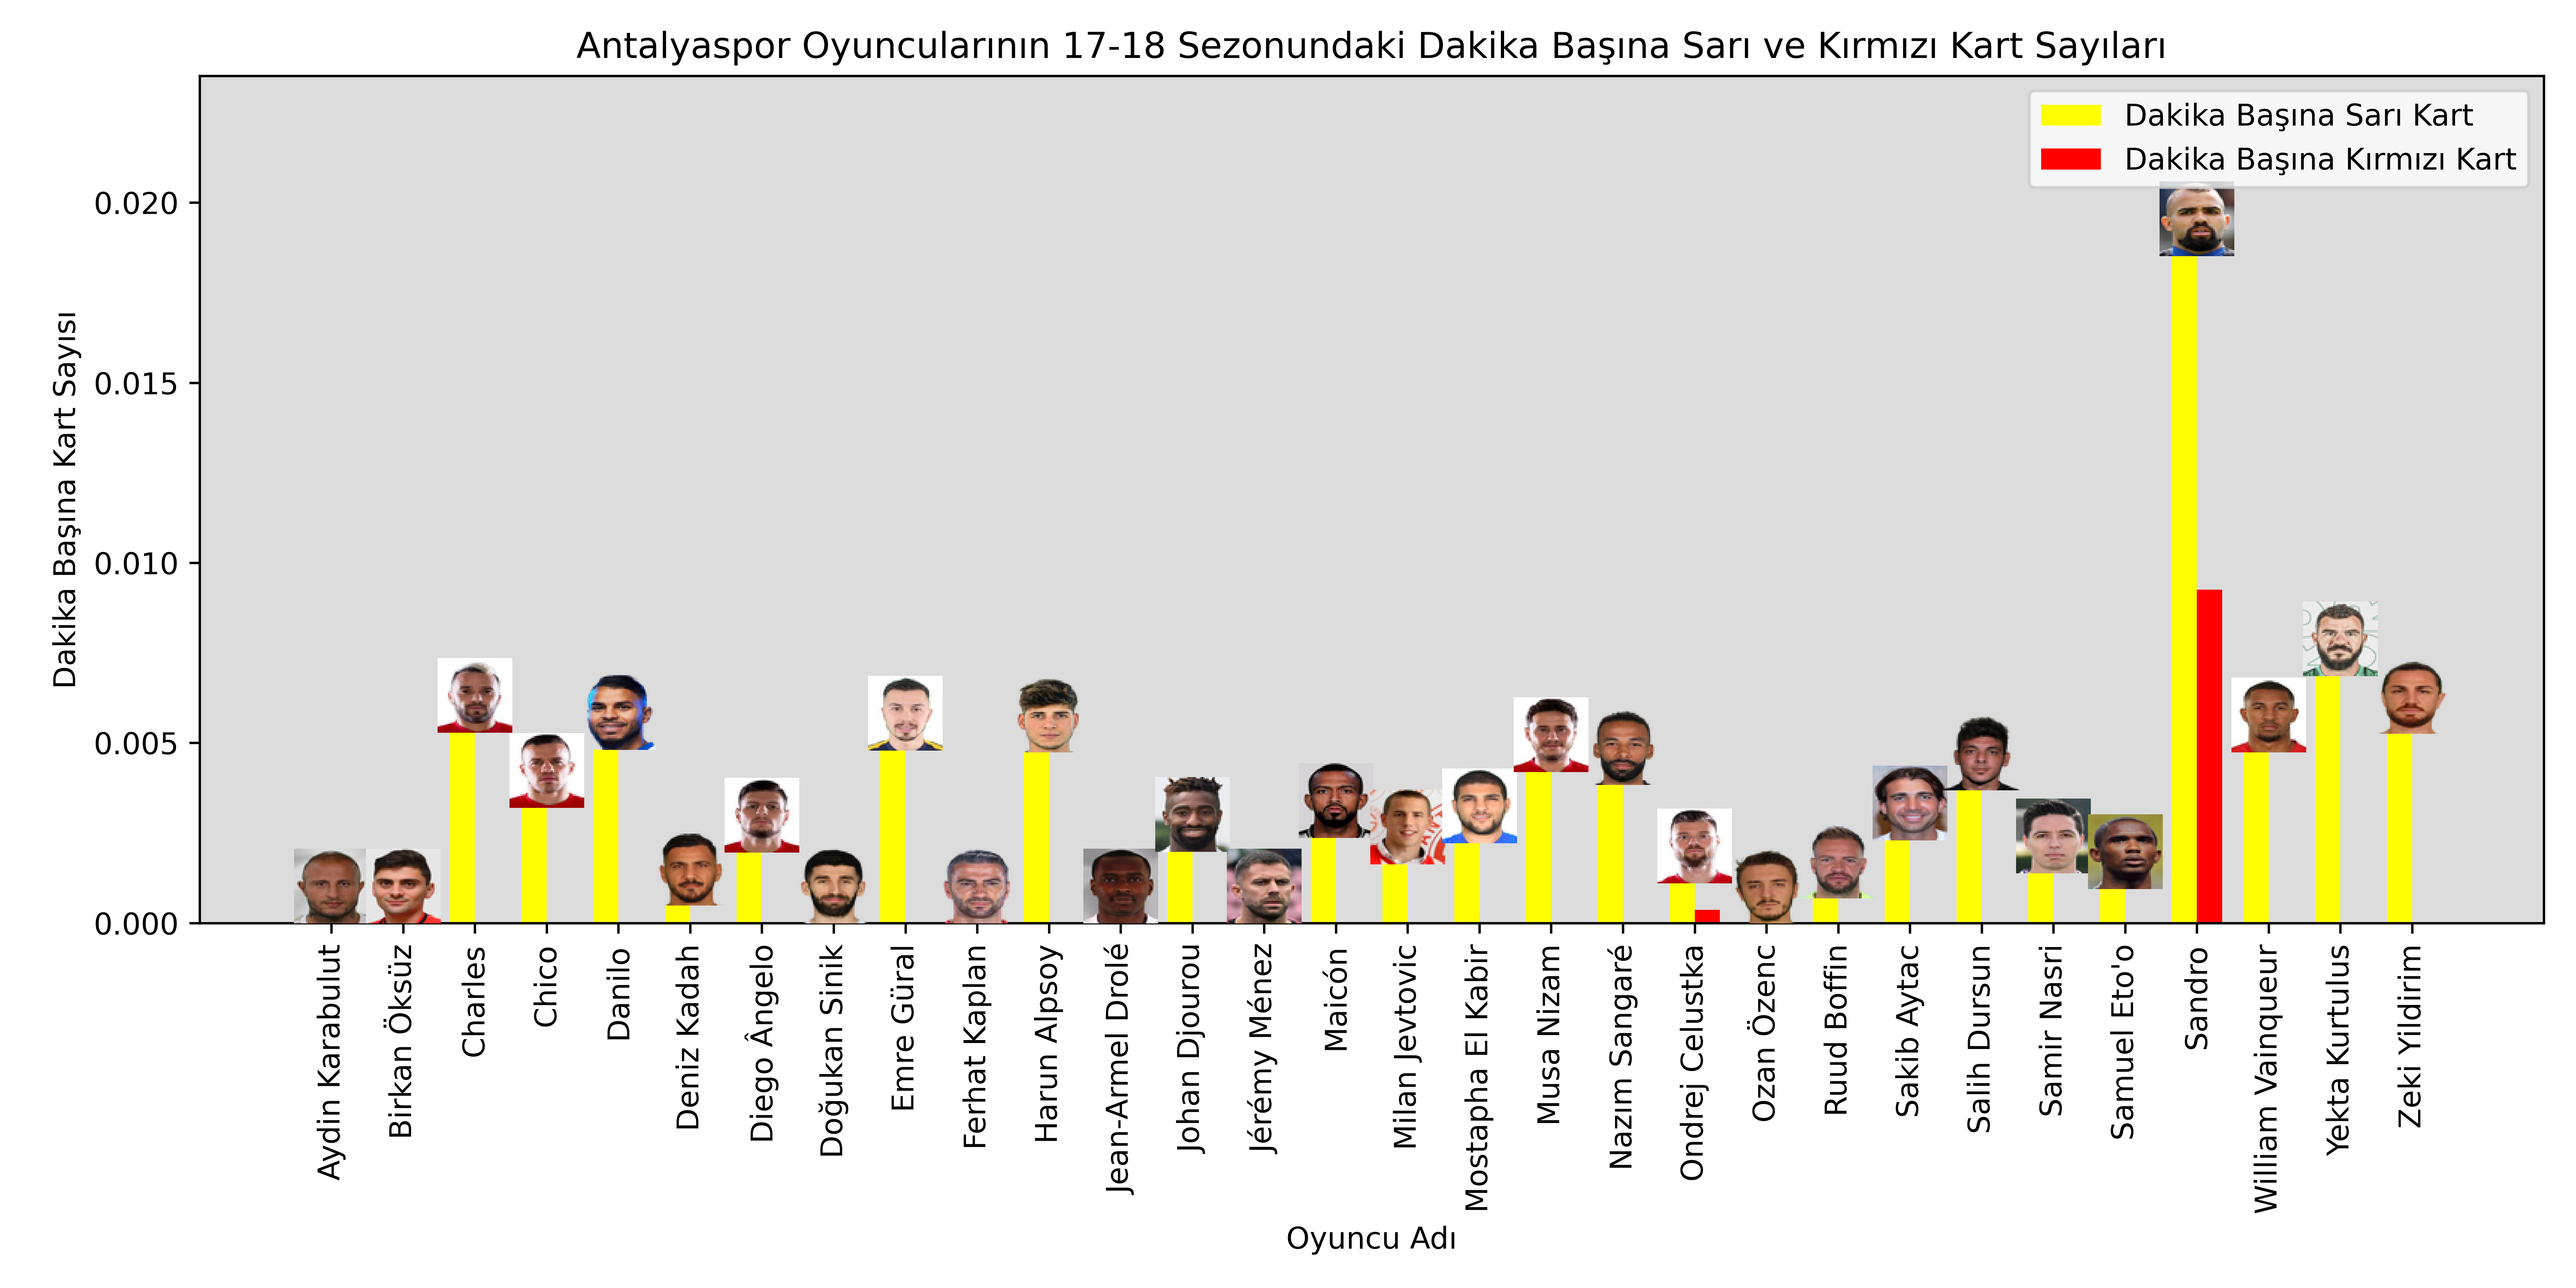 Antalyaspor Oyuncularının 17-18 Sezonundaki Dakika Başına Sarı ve Kırmızı Kart Sayıları
Dakika Başına Sarı Kart
Dakika Başına Kırmızı Kart
Dakika Başına Kart Sayısı
0.020
0.015
0.010
0.005
0.000
Aydin Karabulut
Birkan Öksüz
Charles
Chico
Danilo
Deniz Kadah
Diego Ângelo
Doğukan Sinik
Emre Güral
Ferhat Kaplan
Harun Alpsoy
Jean-Armel Drolé
Johan Djourou
Jérémy Ménez
Maicón
Milan Jevtovic
Mostapha El Kabir
Musa Nizam
Nazım Sangaré
Ondrej Celustka
Ozan Özenc
Ruud Boffin
Sakib Aytac
Salih Dursun
Samir Nasri
Samuel Eto'o
Sandro
William Vainqueur
Yekta Kurtulus
Zeki Yildirim
Oyuncu Adı